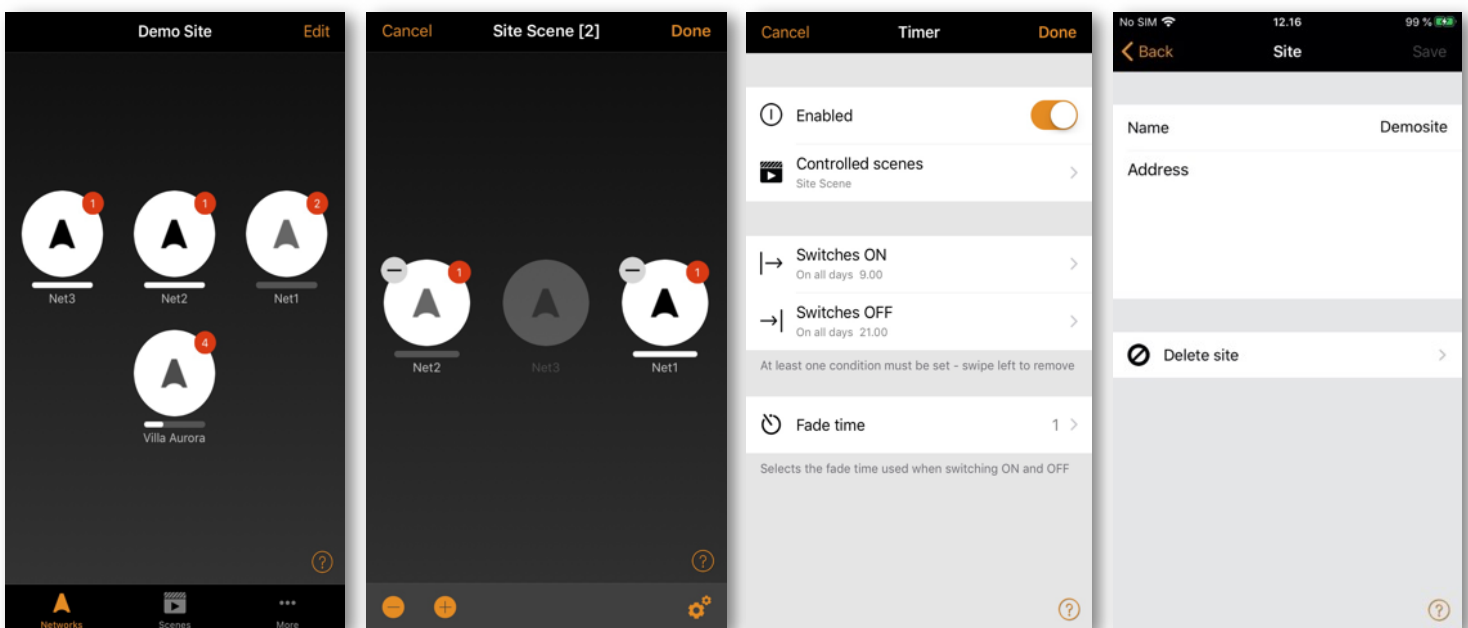 Demo Site
Edit
1
1
2
Net3
Net2
Net1
4
Villa Aurora
?
Networks
Scenes
More
Cancel
Site Scene [2]
Done
1
1
Net2
Net3
Net1
?
Cancel
Timer
Done
Enabled
Controlled scenes
Site Scene
Switches ON
On all days 9.00
Switches OFF
On all days 21.00
At least one condition must be set - swipe left to remove
Fade time
1
Selects the fade time used when switching ON and OFF
?
No SIM
12.16
99 %
Back
Site
Save
Name
Demosite
Address
Delete site
?